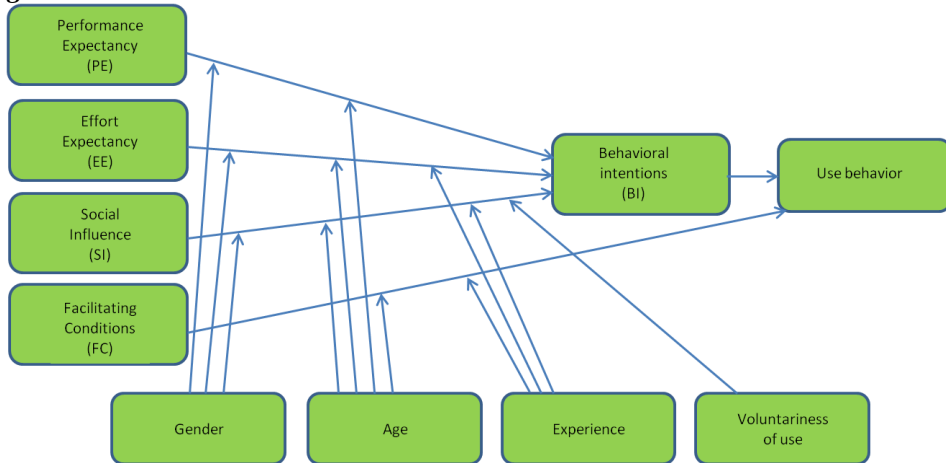 Performance
Expectancy
(PE)
Effort
Expectancy
(EE)
Social
Influence
(SI)
Facilitating
Conditions
(FC)
Behavioral
intentions
(BI)
Use behavior
Gender
Age
Experience
Voluntariness
of use